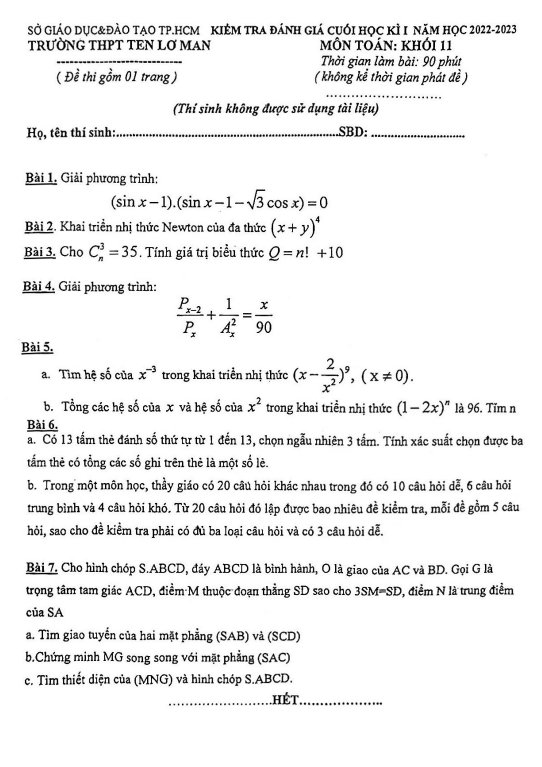 SỞ GIÁO DỤC&ĐÀO TẠO TP.HCM KIỂM TRA ĐÁNH GIÁ CUỐI HỌC KÌ I NĂM HỌC 2022-2023
TRƯỜNG THPT TEN LƠ MAN MÔN TOÁN: KHỐI 11
------------------------------ Thời gian làm bài: 90 phút
( Đề thi gồm 01 trang ) ( không kể thời gian phát đề )
..............................
(Thí sinh không được sử dụng tài liệu)
Họ, tên thí sinh:.....................................................................SBD: ............................
Bài 1. Giải phương trình:
(sin x − 1).(sin x − 1 − √3 cos x) = 0
Bài 2. Khai triển nhị thức Newton của đa thức (x + y)^4
Bài 3. Cho C_n^3 = 35. Tính giá trị biểu thức Q = n! + 10
Bài 4. Giải phương trình:
P_{x−2}/P_x + 1/A_x^2 = x/90
Bài 5.
a. Tìm hệ số của x^{−3} trong khai triển nhị thức (x − 2/x^2)^9, ( x ≠ 0).
b. Tổng các hệ số của x và hệ số của x^2 trong khai triển nhị thức (1 − 2x)^n là 96. Tìm n
Bài 6.
a. Có 13 tấm thẻ đánh số thứ tự từ 1 đến 13, chọn ngẫu nhiên 3 tấm. Tính xác suất chọn được ba
tấm thẻ có tổng các số ghi trên thẻ là một số lẻ.
b. Trong một môn học, thầy giáo có 20 câu hỏi khác nhau trong đó có 10 câu hỏi dễ, 6 câu hỏi
trung bình và 4 câu hỏi khó. Từ 20 câu hỏi đó lập được bao nhiêu đề kiểm tra, mỗi đề gồm 5 câu
hỏi, sao cho đề kiểm tra phải có đủ ba loại câu hỏi và có 3 câu hỏi dễ.
Bài 7. Cho hình chóp S.ABCD, đáy ABCD là bình hành, O là giao của AC và BD. Gọi G là
trọng tâm tam giác ACD, điểm M thuộc đoạn thẳng SD sao cho 3SM=SD, điểm N là trung điểm
của SA
a. Tìm giao tuyến của hai mặt phẳng (SAB) và (SCD)
b.Chứng minh MG song song với mặt phẳng (SAC)
c. Tìm thiết diện của (MNG) và hình chóp S.ABCD.
...........................HẾT.....................